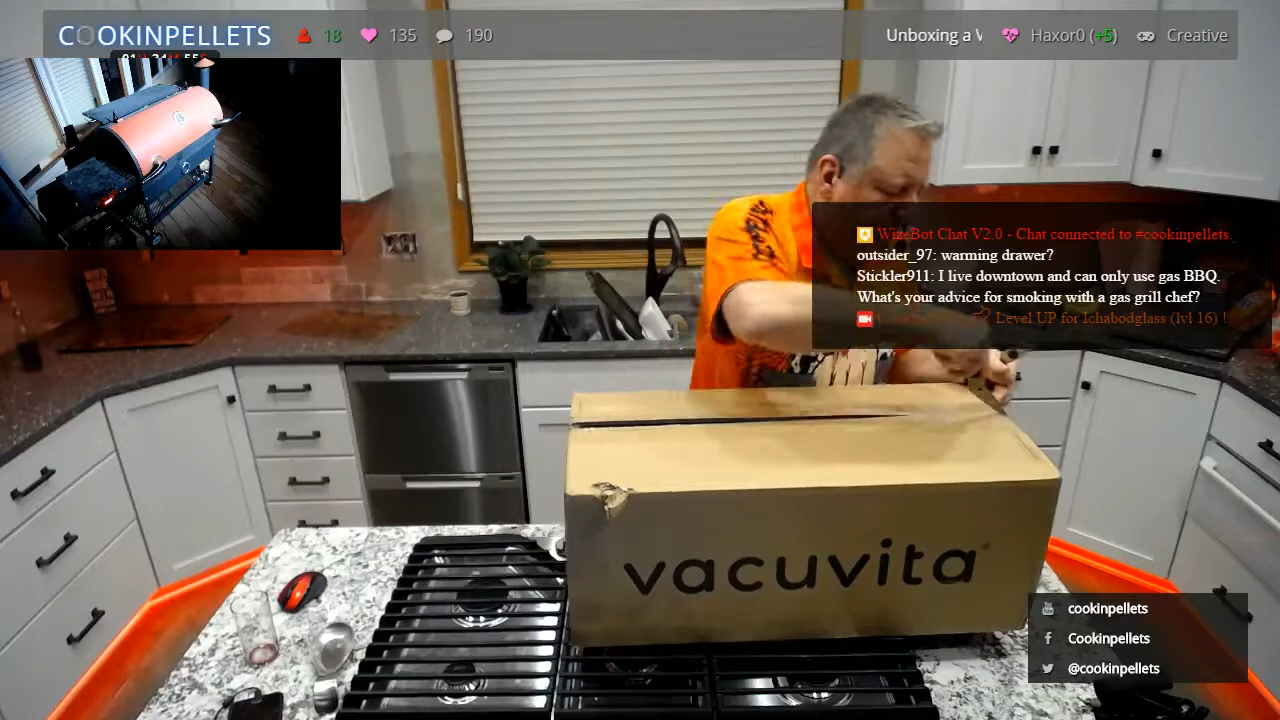 COOKINPELLETS 18 135 190 Unboxing a V Haxor0 (+5) Creative
WizeBot Chat V2.0 - Chat connected to #cookinpellets.
outsider_97: warming drawer?
Stickler911: I live downtown and can only use gas BBQ.
What's your advice for smoking with a gas grill chef?
Level UP for Ichabodglass (lvl 16) !
vacuvita
cookinpellets
Cookinpellets
@cookinpellets